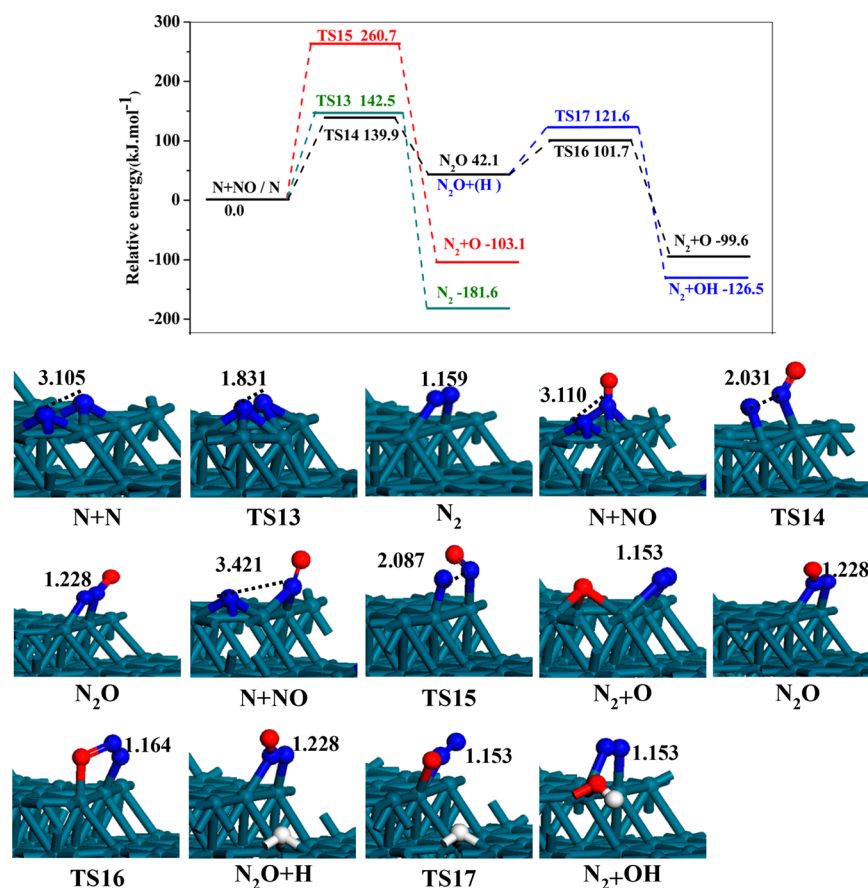 Relative energy(kJ.mol⁻¹)
300
200
100
0
-100
-200
TS15 260.7
TS13 142.5
TS14 139.9
TS17 121.6
TS16 101.7
N₂O 42.1
N₂O+(H )
N+NO / N
0.0
N₂+O -99.6
N₂+O -103.1
N₂+OH -126.5
N₂ -181.6
3.105
1.831
1.159
3.110
2.031
N+N
TS13
N₂
N+NO
TS14
1.228
3.421
2.087
1.153
1.228
N₂O
N+NO
TS15
N₂+O
N₂O
1.164
1.228
1.153
1.153
TS16
N₂O+H
TS17
N₂+OH